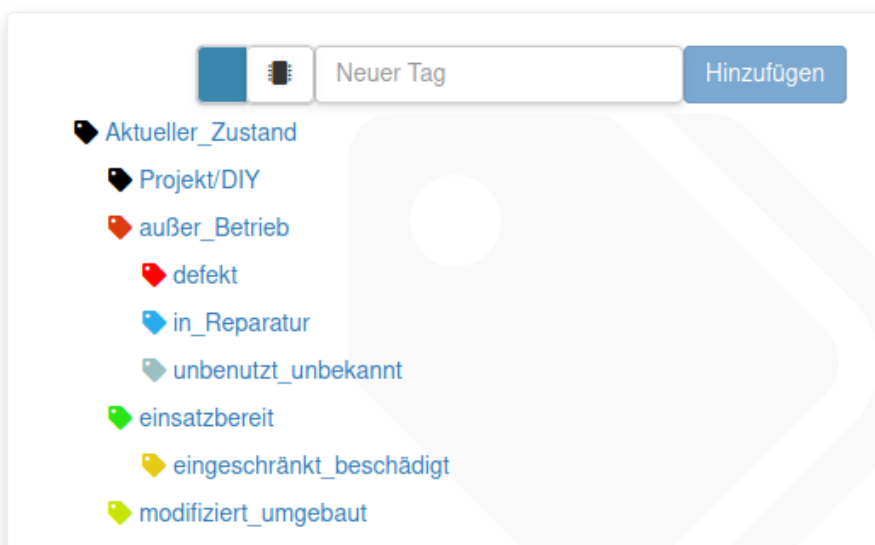 Neuer Tag Hinzufügen
Aktueller_Zustand
Projekt/DIY
außer_Betrieb
defekt
in_Reparatur
unbenutzt_unbekannt
einsatzbereit
eingeschränkt_beschädigt
modifiziert_umgebaut